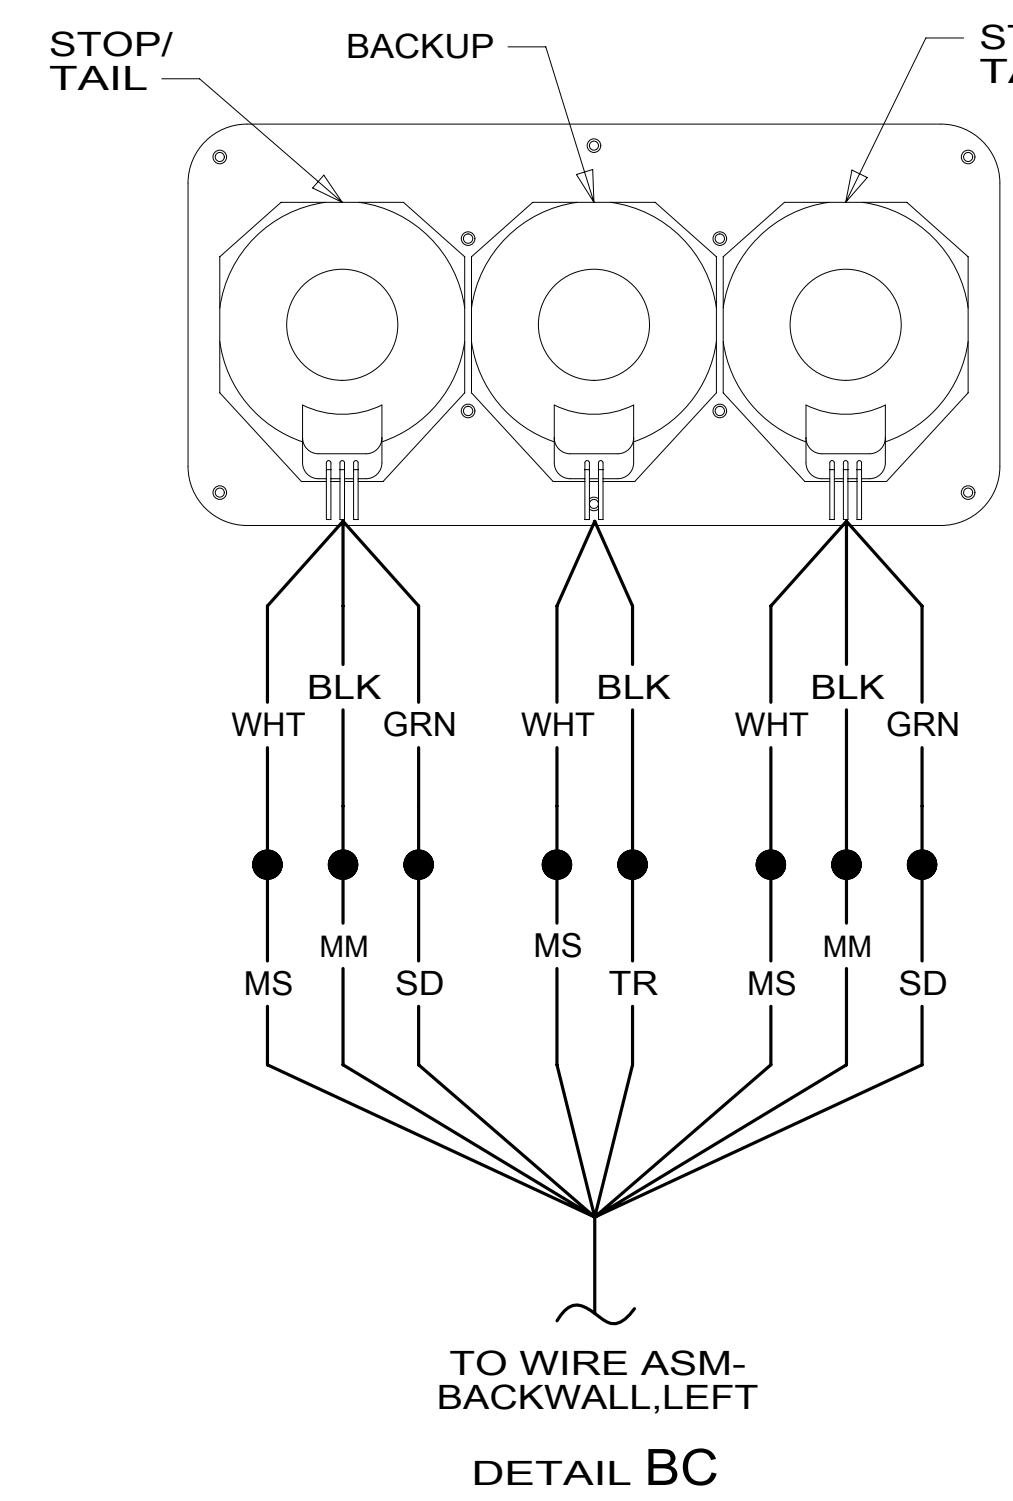 STOP/
TAIL
BACKUP
BLK
WHT
GRN
BLK
WHT
BLK
WHT
GRN
MM
MS
SD
MS
TR
MM
MS
SD
TO WIRE ASM-
BACKWALL,LEFT
DETAIL BC